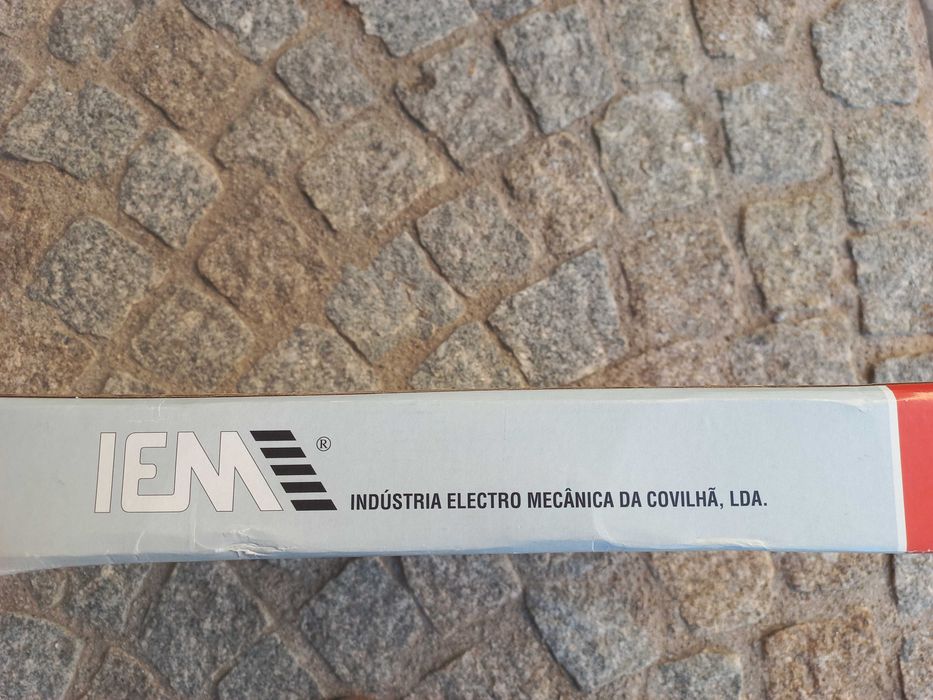 IEM ®
INDÚSTRIA ELECTRO MECÂNICA DA COVILHÃ, LDA.